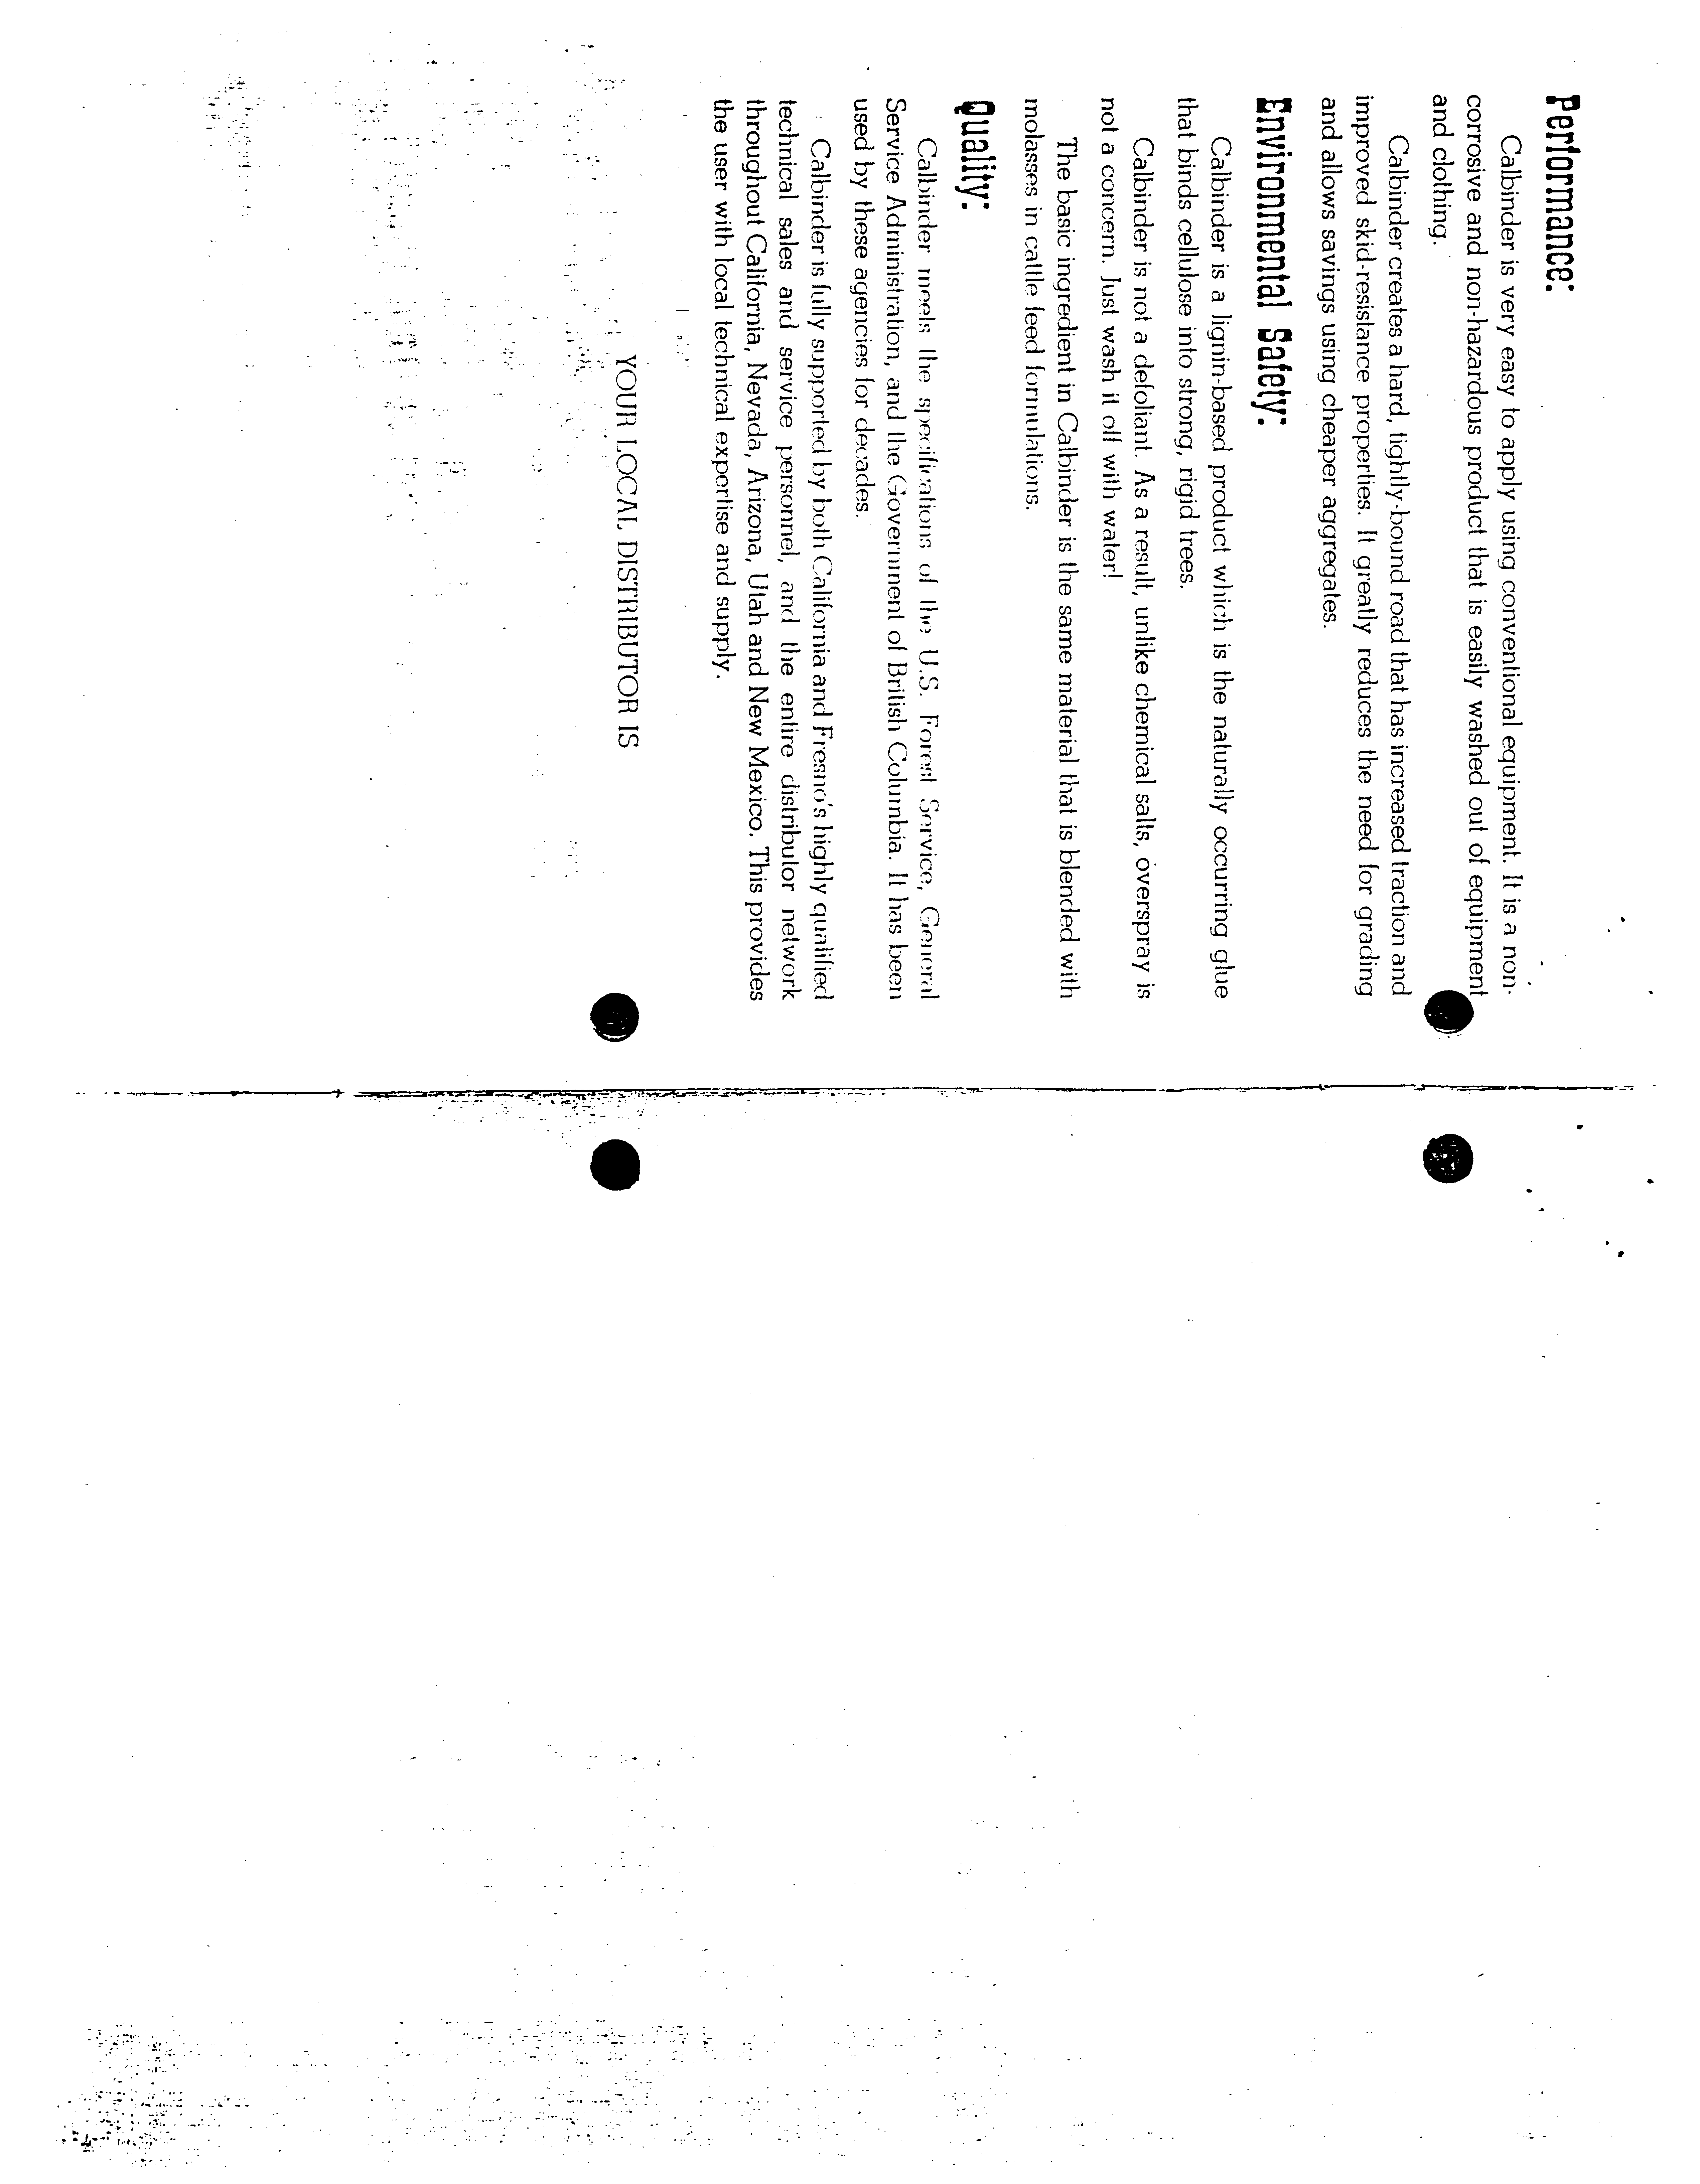 Performance:
Calbinder is very easy to apply using conventional equipment. It is a non-
corrosive and non-hazardous product that is easily washed out of equipment
and clothing.
Calbinder creates a hard, tightly-bound road that has increased traction and
improved skid-resistance properties. It greatly reduces the need for grading
and allows savings using cheaper aggregates.
Environmental Safety:
Calbinder is a lignin-based product which is the naturally occurring glue
that binds cellulose into strong, rigid trees.
Calbinder is not a defoliant. As a result, unlike chemical salts, overspray is
not a concern. Just wash it off with water!
The basic ingredient in Calbinder is the same material that is blended with
molasses in cattle feed formulations.
Quality:
Calbinder meets the specifications of the U.S. Forest Service, General
Service Administration, and the Government of British Columbia. It has been
used by these agencies for decades.
Calbinder is fully supported by both California and Fresno's highly qualified
technical sales and service personnel, and the entire distributor network
throughout California, Nevada, Arizona, Utah and New Mexico. This provides
the user with local technical expertise and supply.
YOUR LOCAL DISTRIBUTOR IS